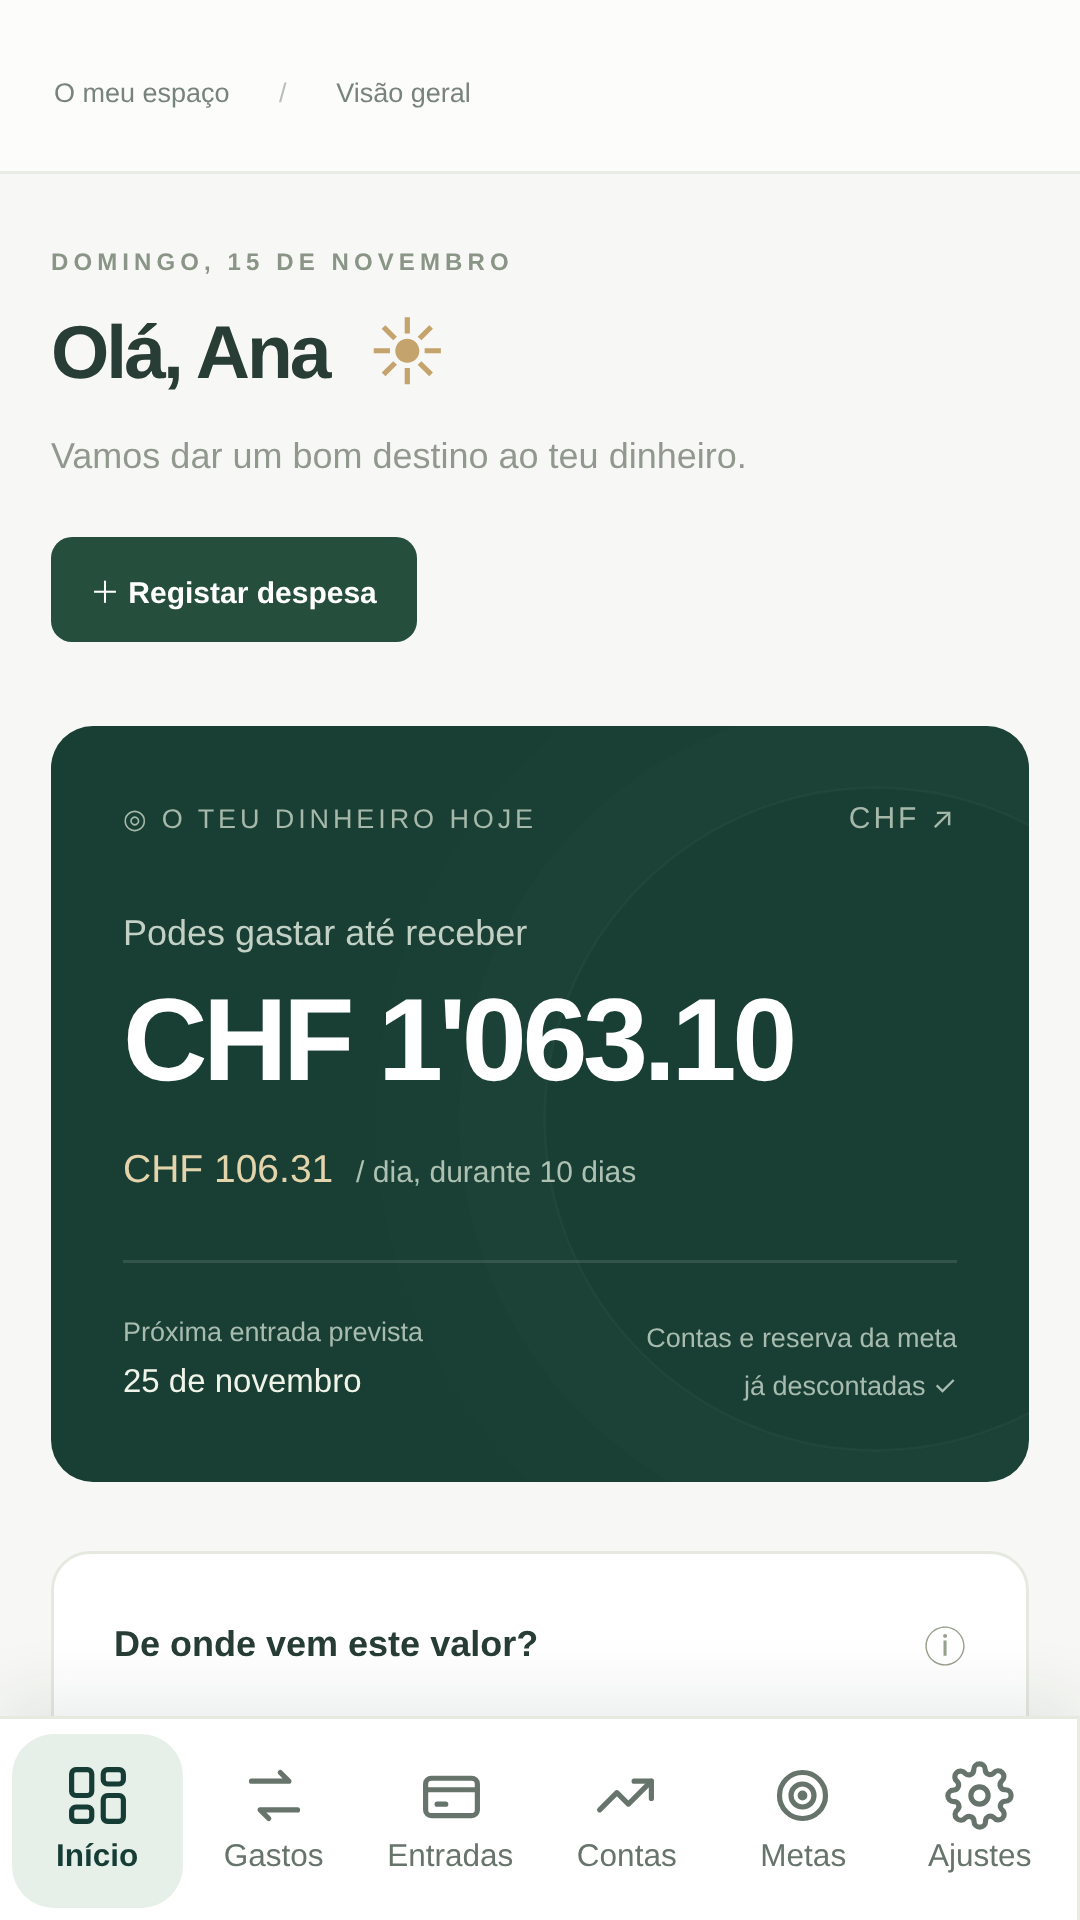 O meu espaço / Visão geral
DOMINGO, 15 DE NOVEMBRO
Olá, Ana
Vamos dar um bom destino ao teu dinheiro.
+ Registar despesa
◎ O TEU DINHEIRO HOJE
CHF ↗
Podes gastar até receber
CHF 1'063.10
CHF 106.31 / dia, durante 10 dias
Próxima entrada prevista
25 de novembro
Contas e reserva da meta
já descontadas ✓
De onde vem este valor?
Início
Gastos
Entradas
Contas
Metas
Ajustes